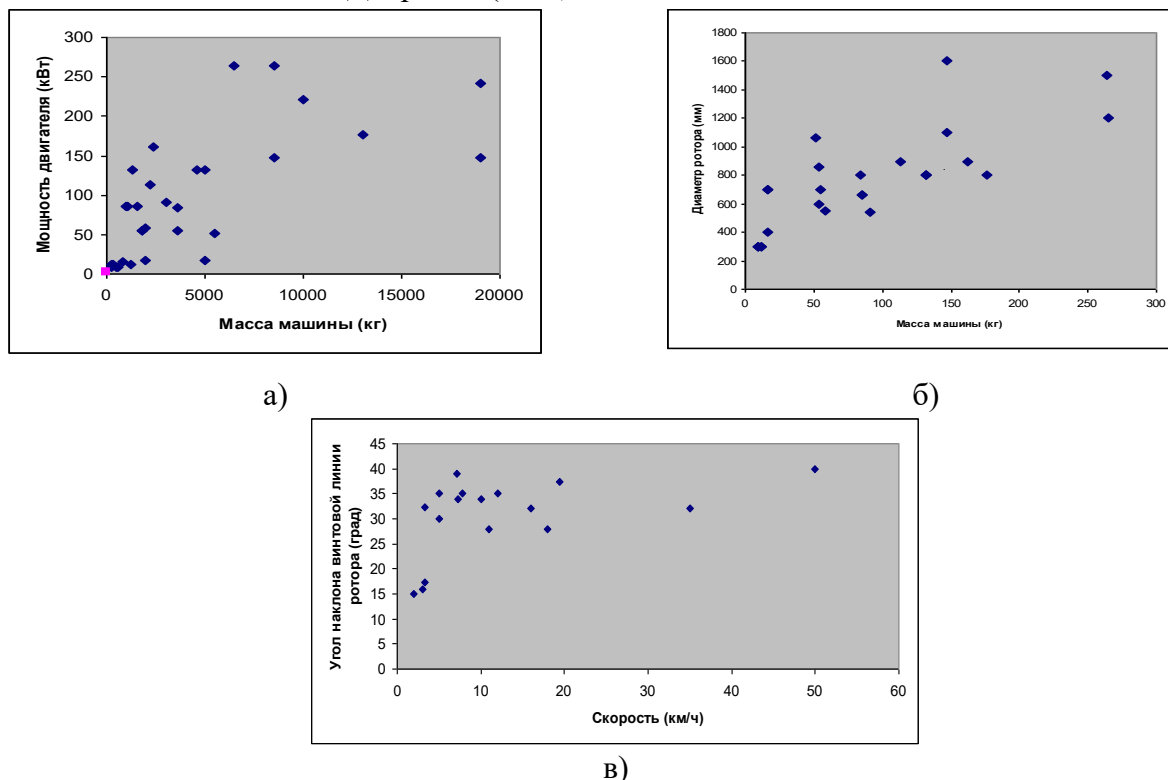 Мощность двигателя (кВт)
300
250
200
150
100
50
0
0 5000 10000 15000 20000
Масса машины (кг)
Диаметр ротора (мм)
1800
1600
1400
1200
1000
800
600
400
200
0
0 50 100 150 200 250 300
Масса машины (кг)
а) б)
Угол наклона винтовой линии
ротора (град)
45
40
35
30
25
20
15
10
5
0
0 10 20 30 40 50 60
Скорость (км/ч)
в)